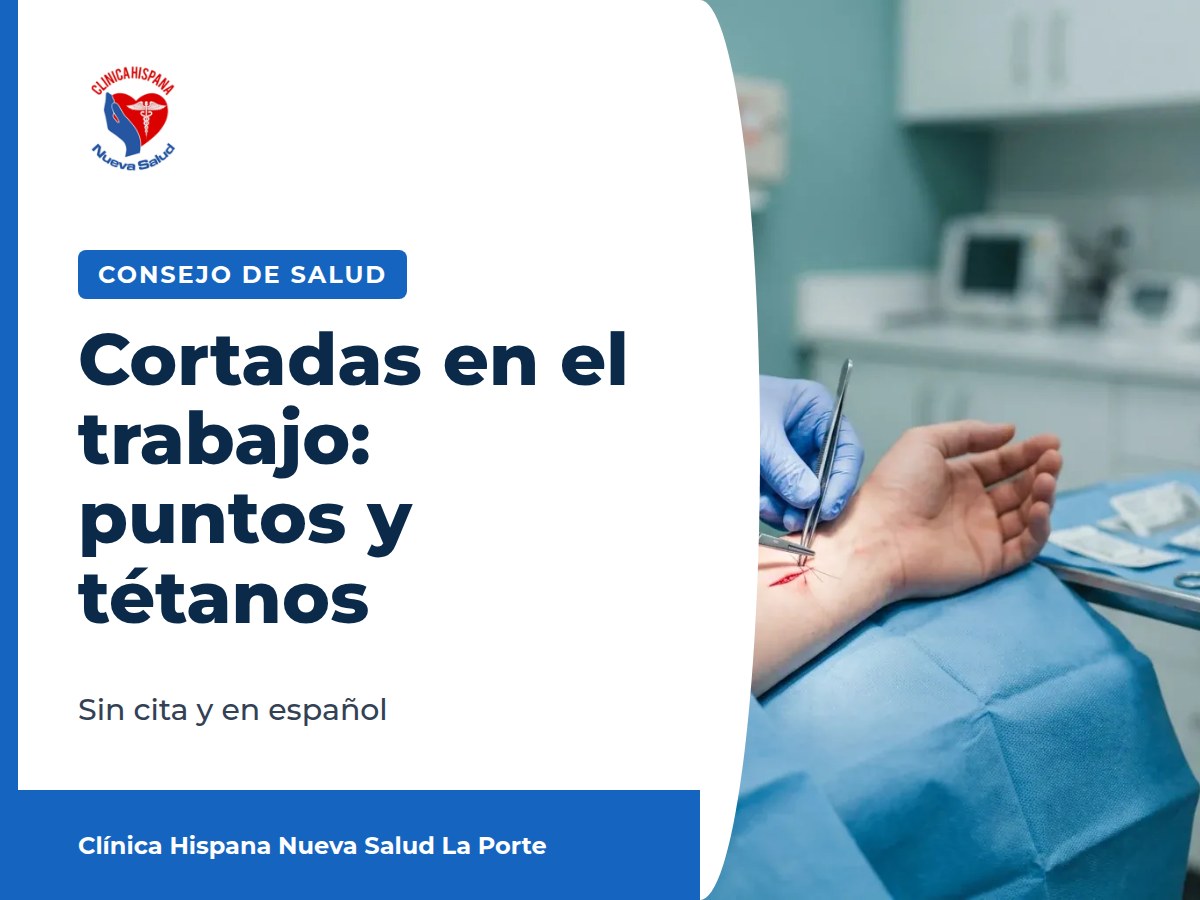 CLINICA HISPANA
Nueva Salud
CONSEJO DE SALUD
Cortadas en el
trabajo:
puntos y
tétanos
Sin cita y en español
Clínica Hispana Nueva Salud La Porte